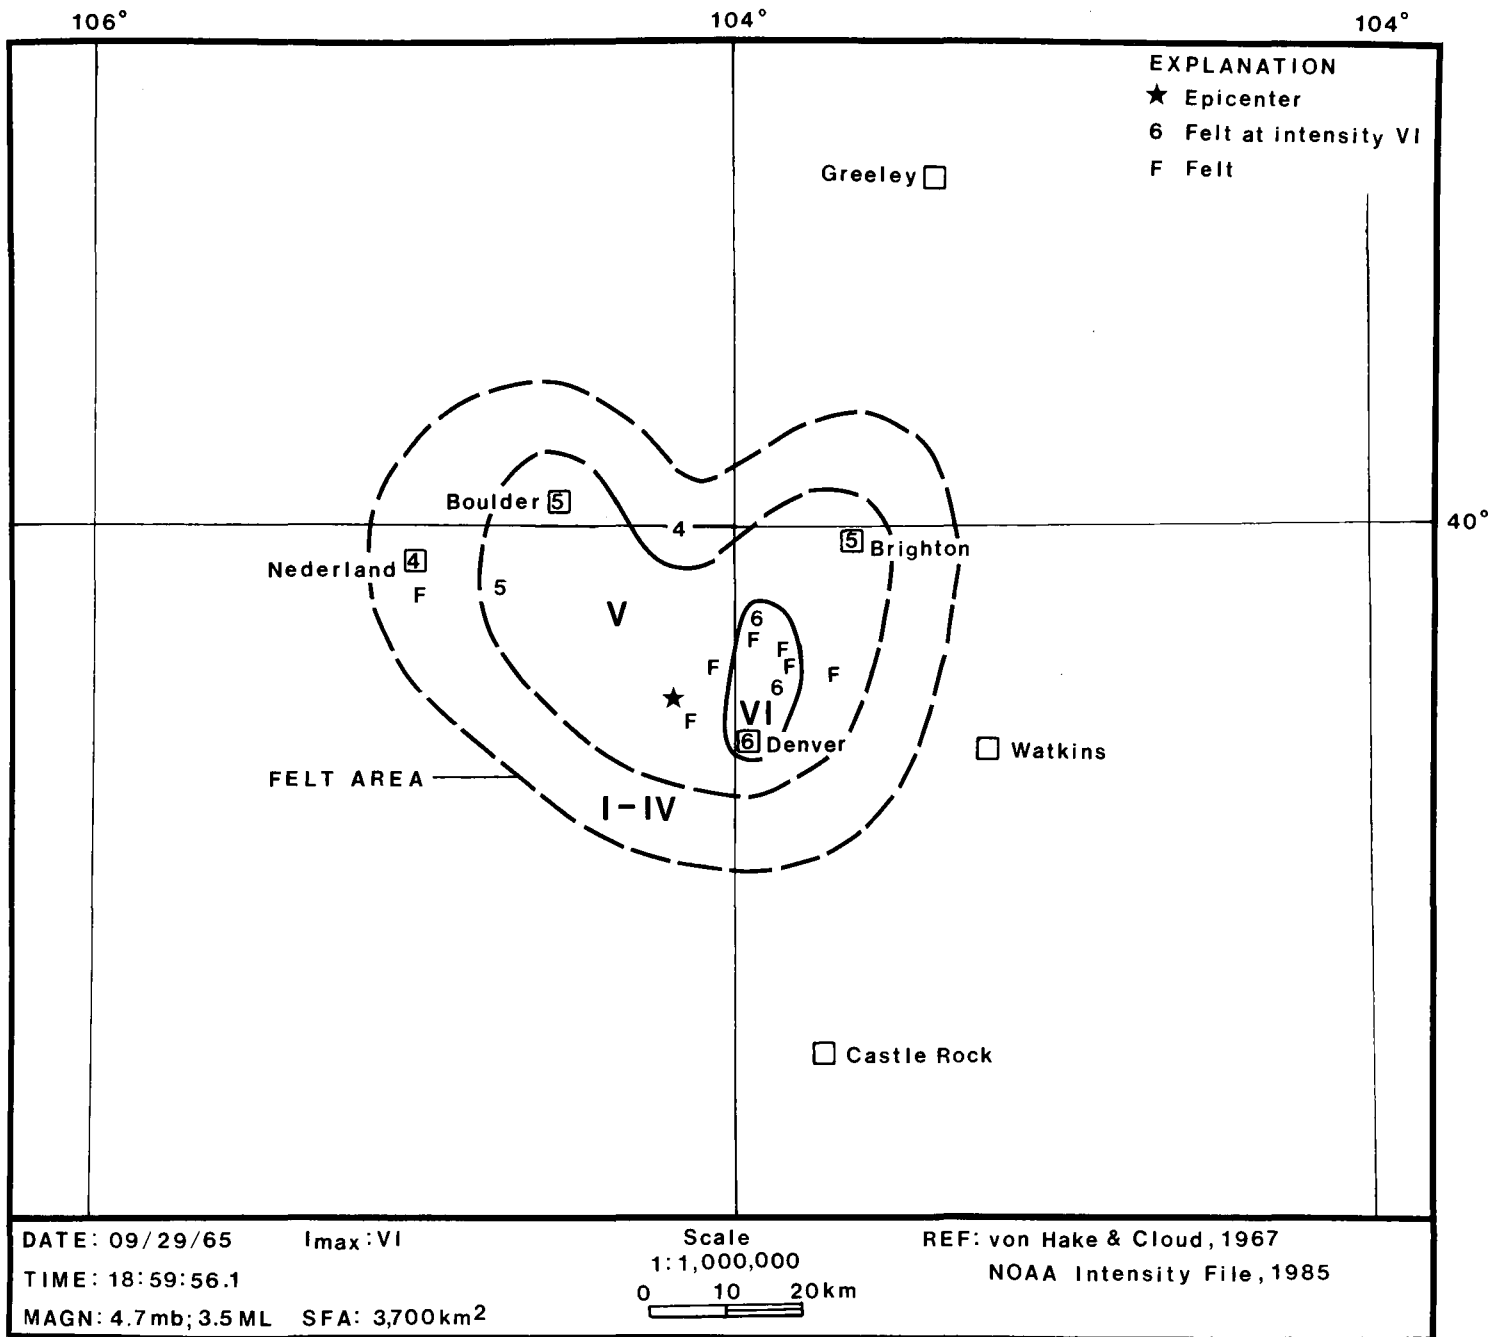 106° 104° 104°
EXPLANATION
★ Epicenter
6 Felt at intensity VI
F Felt
Greeley
Boulder 5
4
40°
5 Brighton
Nederland 4
F
5
V
6
F
F
F
F
F
6
F
VI
6 Denver
Watkins
FELT AREA
I-IV
Castle Rock
DATE: 09/29/65 Imax: VI Scale REF: von Hake & Cloud, 1967
1:1,000,000
TIME: 18:59:56.1 NOAA Intensity File, 1985
0 10 20km
MAGN: 4.7mb; 3.5 ML SFA: 3,700km²